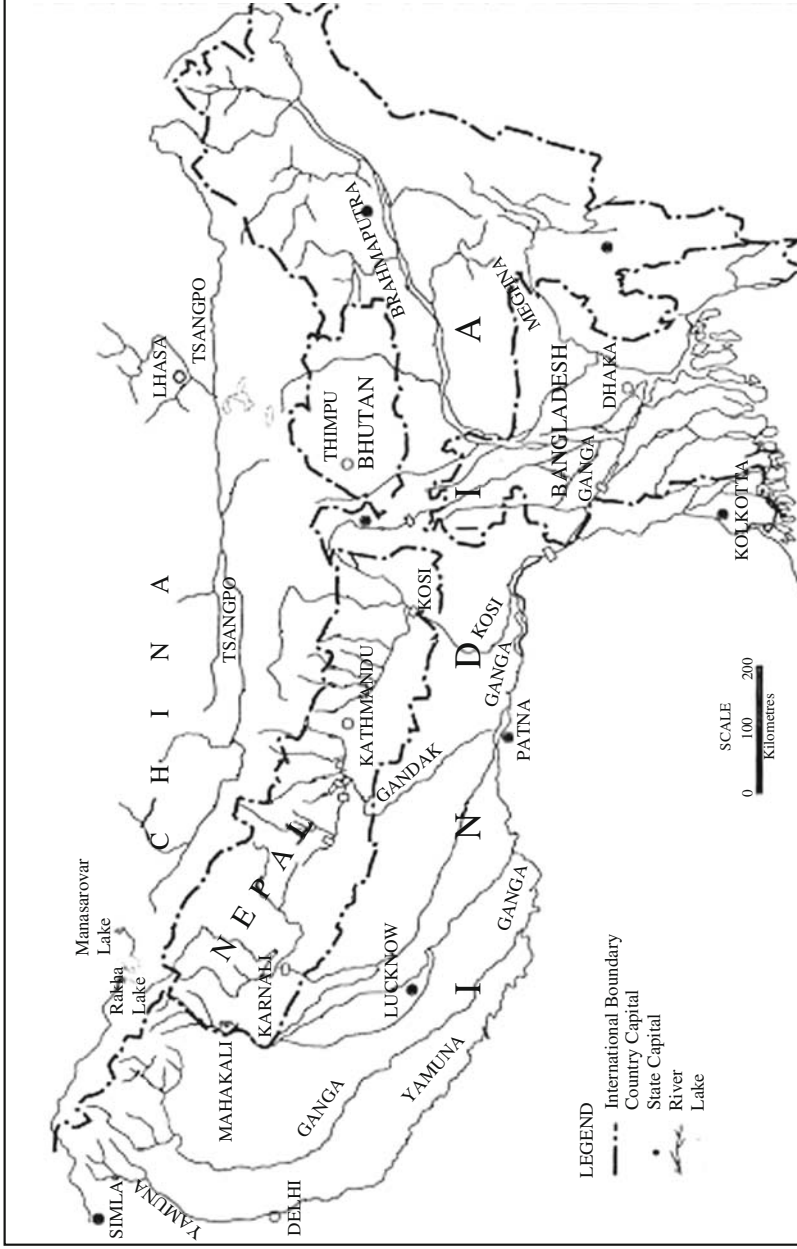 C H I N A
Manasarovar
Lake
Rakha
Lake
LHASA
TSANGPO
TSANGPO
SIMLA
YAMUNA
DELHI
MAHAKALI
KARNALI
N E P A L
KATHMANDU
THIMPU
BHUTAN
BRAHMAPUTRA
GANGA
YAMUNA
LUCKNOW
GANDAK
KOSI
KOSI
GANGA
GANGA
PATNA
I N D I A
MEGHNA
BANGLADESH
GANGA
DHAKA
KOLKOTTA
LEGEND
International Boundary
Country Capital
State Capital
River
Lake
SCALE
0 100 200
Kilometres